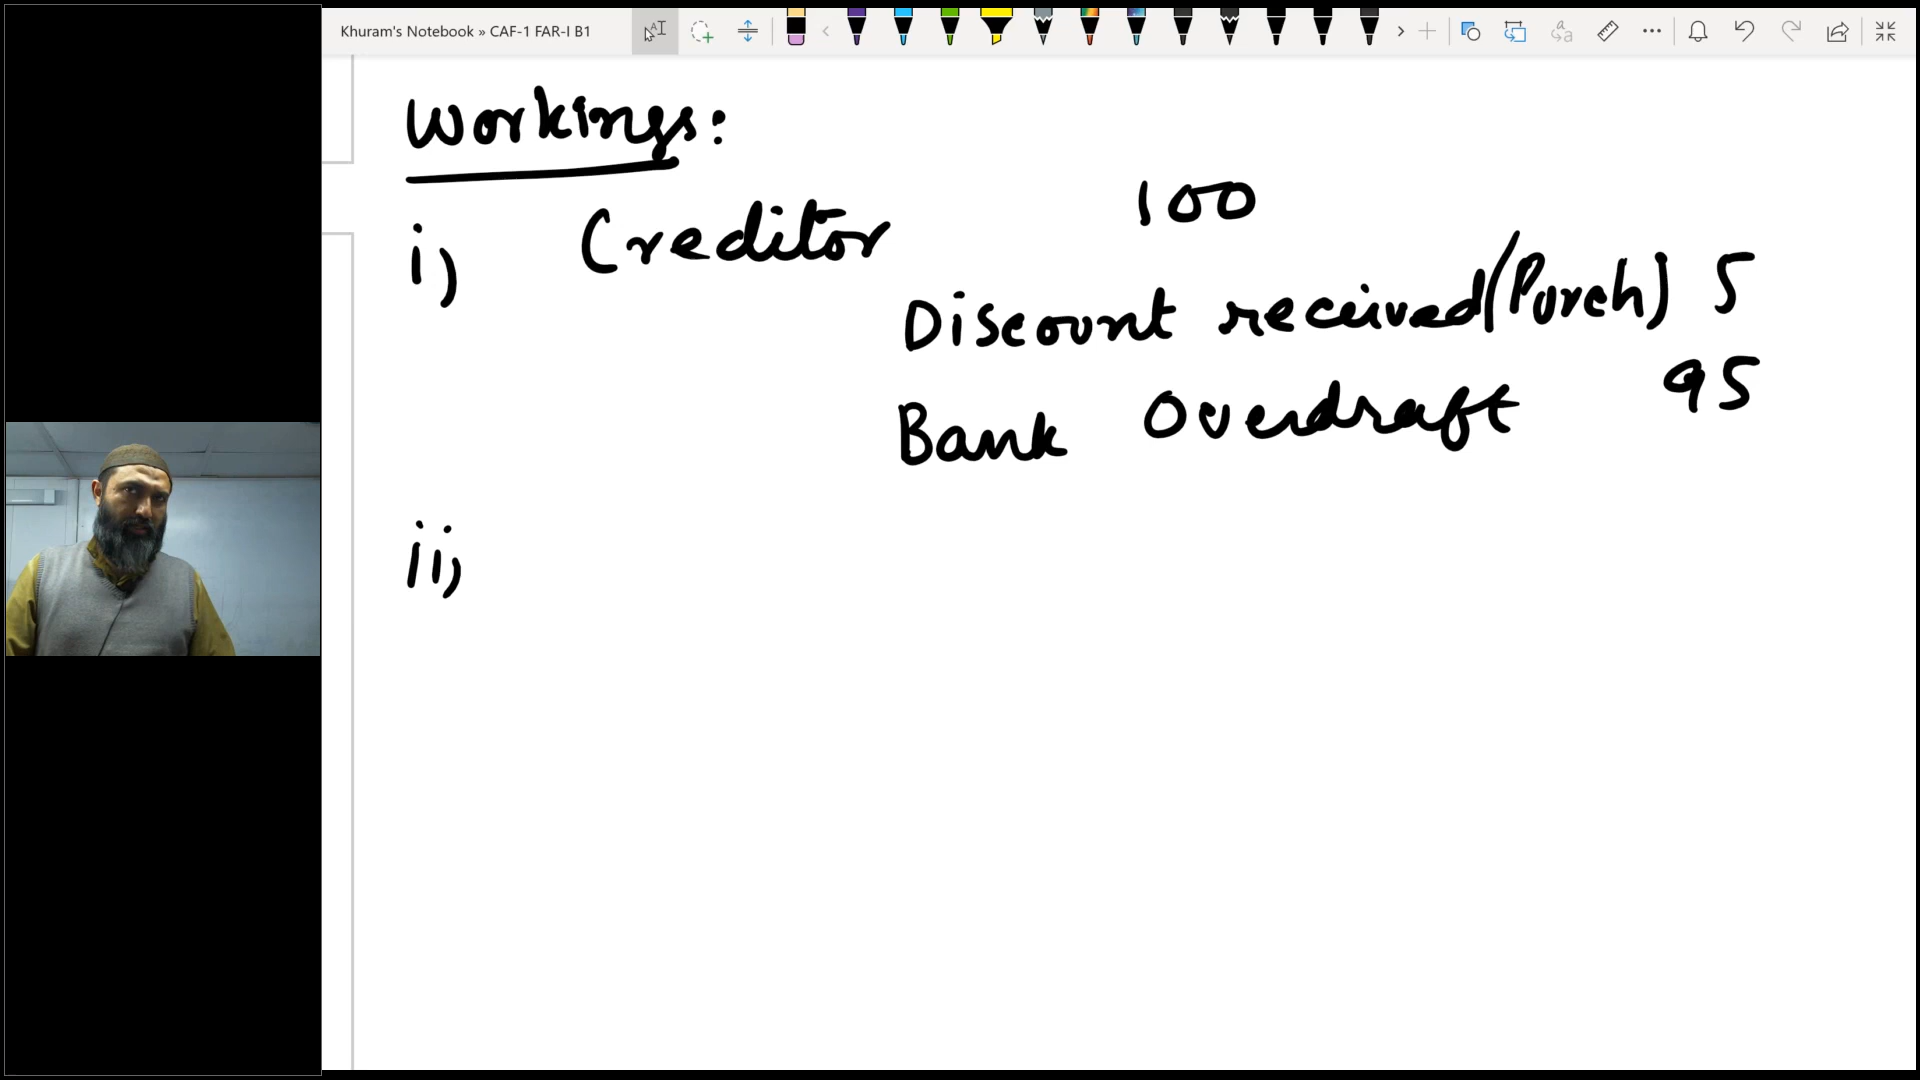 Khuram's Notebook » CAF-1 FAR-I B1
Workings:
i) Creditor 100
Discount received/(Purch) 5
Bank Overdraft 95
ii)